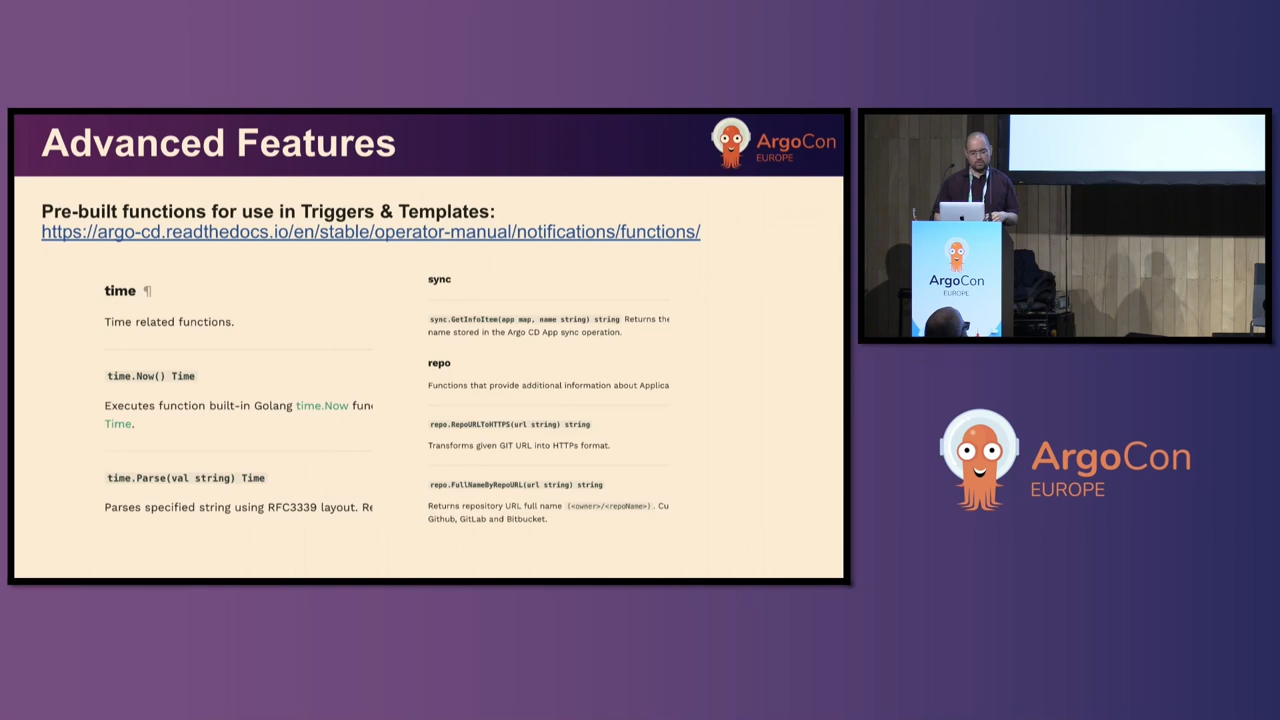 Advanced Features
ArgoCon
EUROPE
Pre-built functions for use in Triggers & Templates:
https://argo-cd.readthedocs.io/en/stable/operator-manual/notifications/functions/
time ¶
Time related functions.
time.Now() Time
Executes function built-in Golang time.Now func
Time.
time.Parse(val string) Time
Parses specified string using RFC3339 layout. Re
sync
sync.GetInfoItem(app map, name string) string Returns the
name stored in the Argo CD App sync operation.
repo
Functions that provide additional information about Applica
repo.RepoURLToHTTPS(url string) string
Transforms given GIT URL into HTTPs format.
repo.FullNameByRepoURL(url string) string
Returns repository URL full name (<owner>/<repoName>). Cu
Github, GitLab and Bitbucket.
ArgoCon
EUROPE
ArgoCon
EUROPE